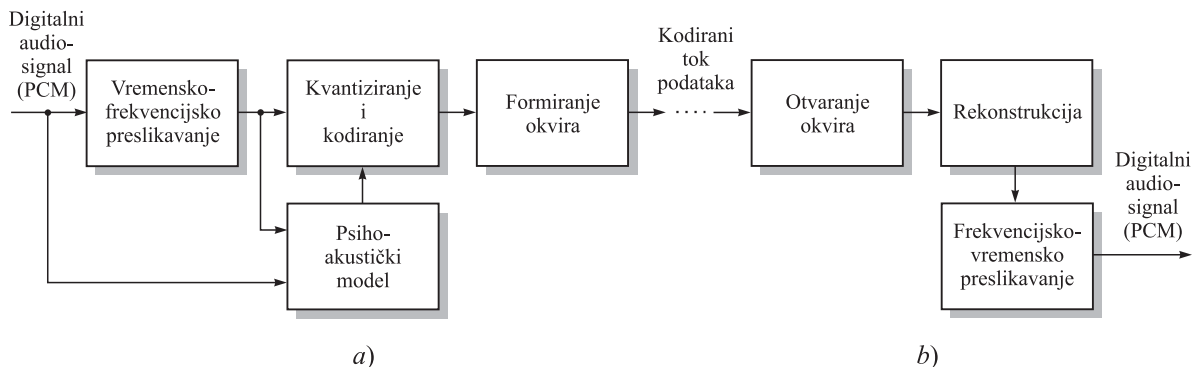 Digitalni
audio-
signal
(PCM)
Vremensko-
frekvencijsko
preslikavanje
Kvantiziranje
i
kodiranje
Psiho-
akustički
model
Formiranje
okvira
Kodirani
tok
podataka
Otvaranje
okvira
Rekonstrukcija
Frekvencijsko-
vremensko
preslikavanje
Digitalni
audio-
signal
(PCM)
a)
b)